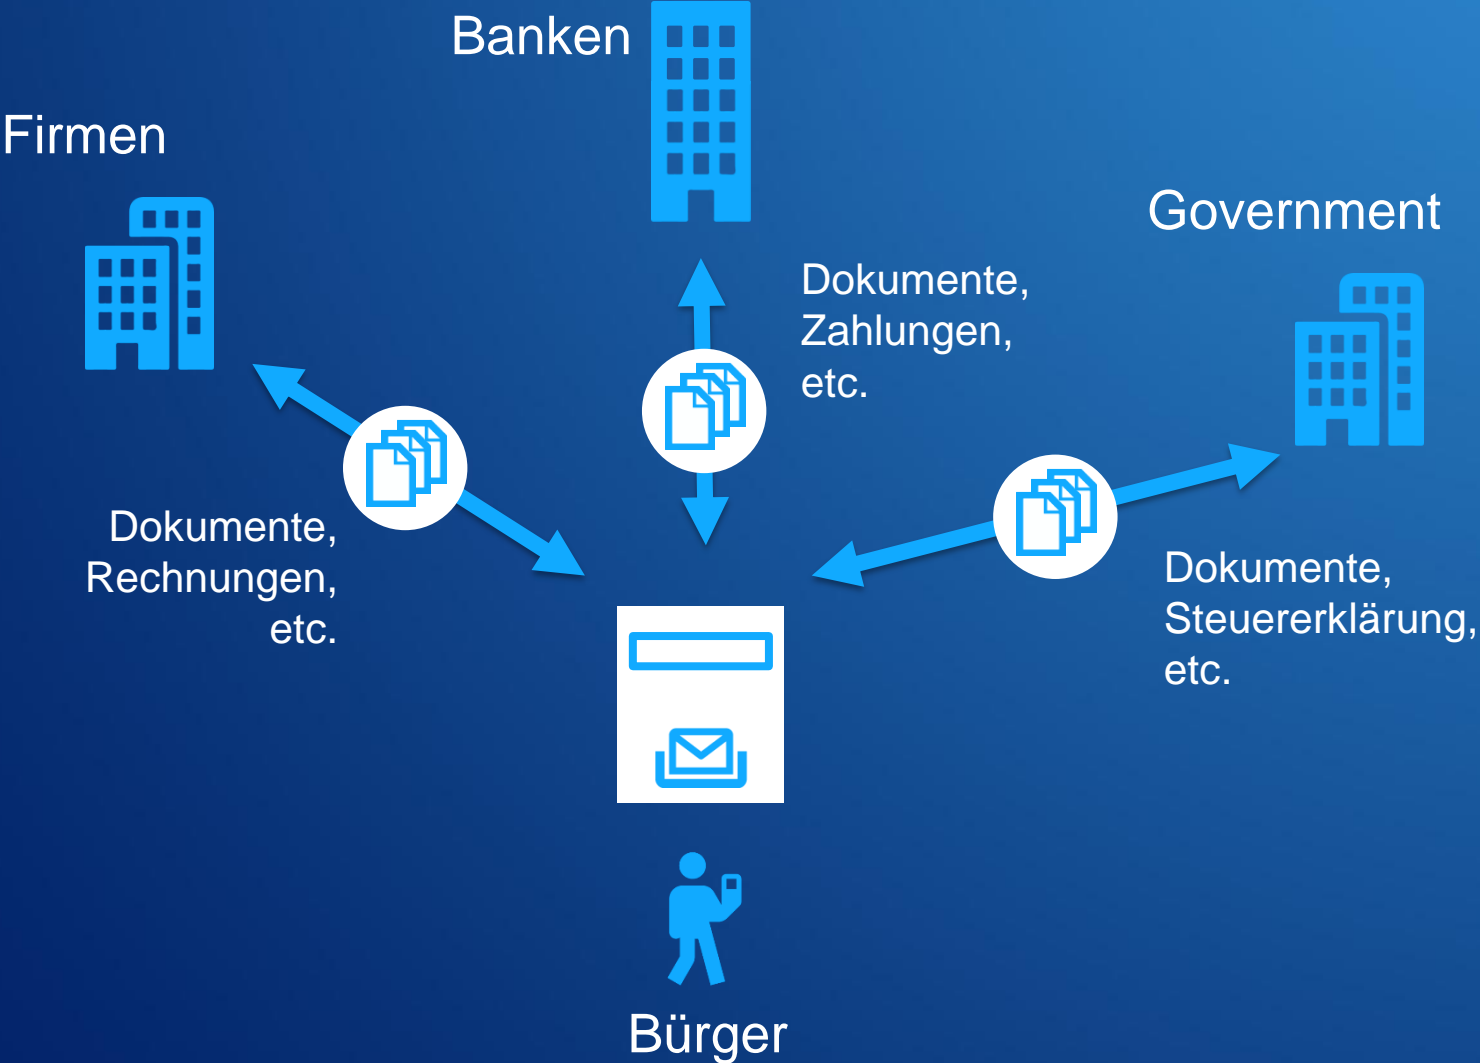 Banken
Firmen
Government
Dokumente,
Zahlungen,
etc.
Dokumente,
Rechnungen,
etc.
Dokumente,
Steuererklärung,
etc.
Bürger